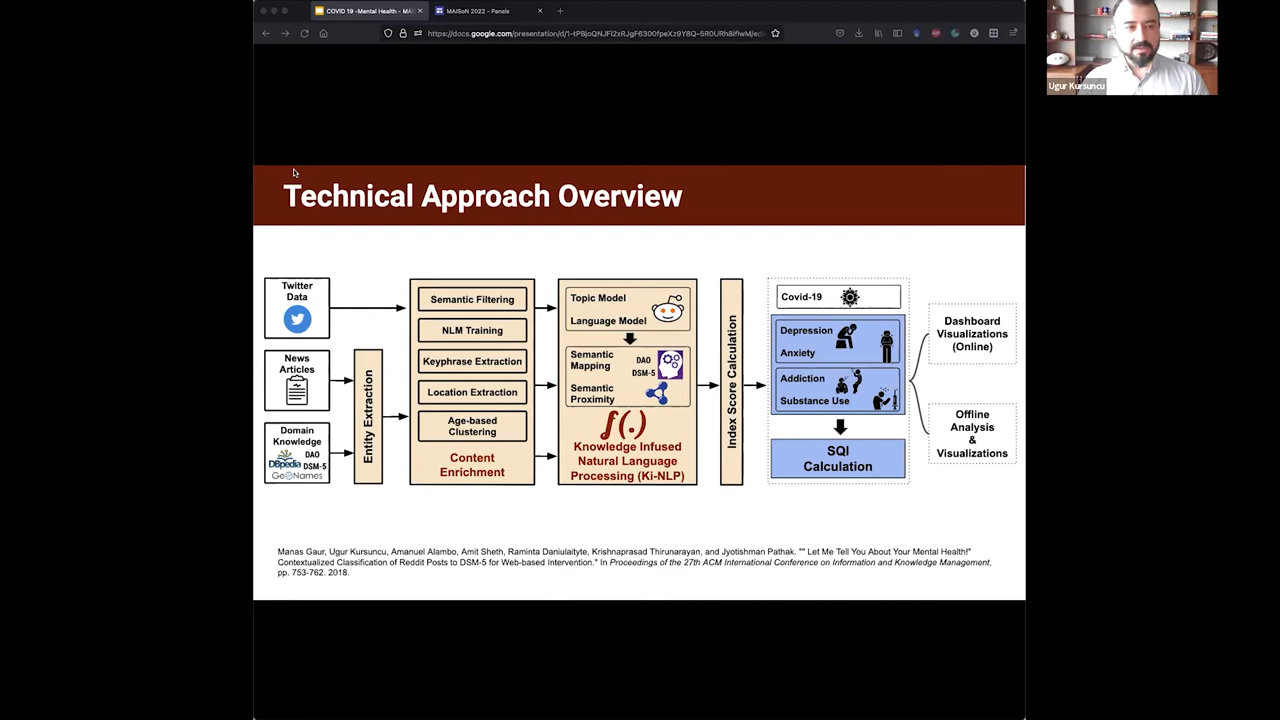 COVID 19 -Mental Health - MAI
MAISoN 2022 - Panels
Ugur Kursuncu
Technical Approach Overview
Twitter
Data
News
Articles
Domain
Knowledge
DBpedia
DAO
DSM-5
GeoNames
Entity Extraction
Semantic Filtering
NLM Training
Keyphrase Extraction
Location Extraction
Age-based
Clustering
Content
Enrichment
Topic Model
Language Model
Semantic
Mapping
DAO
DSM-5
Semantic
Proximity
f(.)
Knowledge Infused
Natural Language
Processing (Ki-NLP)
Index Score Calculation
Covid-19
Depression
Anxiety
Addiction
Substance Use
SQI
Calculation
Dashboard
Visualizations
(Online)
Offline
Analysis
&
Visualizations
Manas Gaur, Ugur Kursuncu, Amanuel Alambo, Amit Sheth, Raminta Daniulaityte, Krishnaprasad Thirunarayan, and Jyotishman Pathak. "" Let Me Tell You About Your Mental Health!"
Contextualized Classification of Reddit Posts to DSM-5 for Web-based Intervention." In Proceedings of the 27th ACM International Conference on Information and Knowledge Management,
pp. 753-762. 2018.